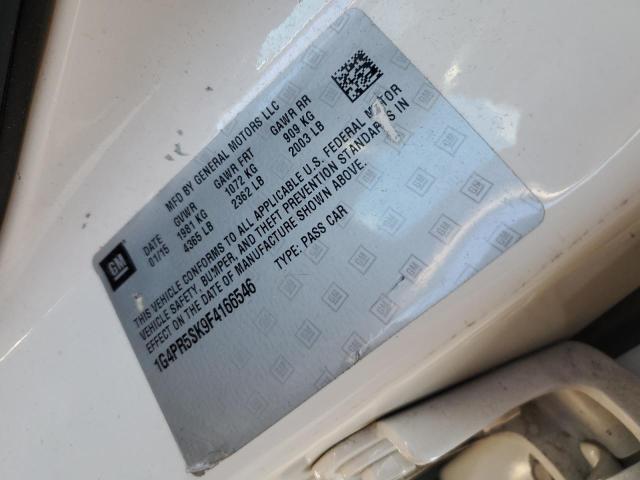 GM
MFD BY GENERAL MOTORS LLC
DATE GVWR GAWR FRT GAWR RR
01/15 1981 KG 1072 KG 909 KG
4365 LB 2362 LB 2003 LB
THIS VEHICLE CONFORMS TO ALL APPLICABLE U.S. FEDERAL MOTOR
VEHICLE SAFETY, BUMPER, AND THEFT PREVENTION STANDARDS IN
EFFECT ON THE DATE OF MANUFACTURE SHOWN ABOVE.
1G4PR5SK9F4166546 TYPE: PASS CAR